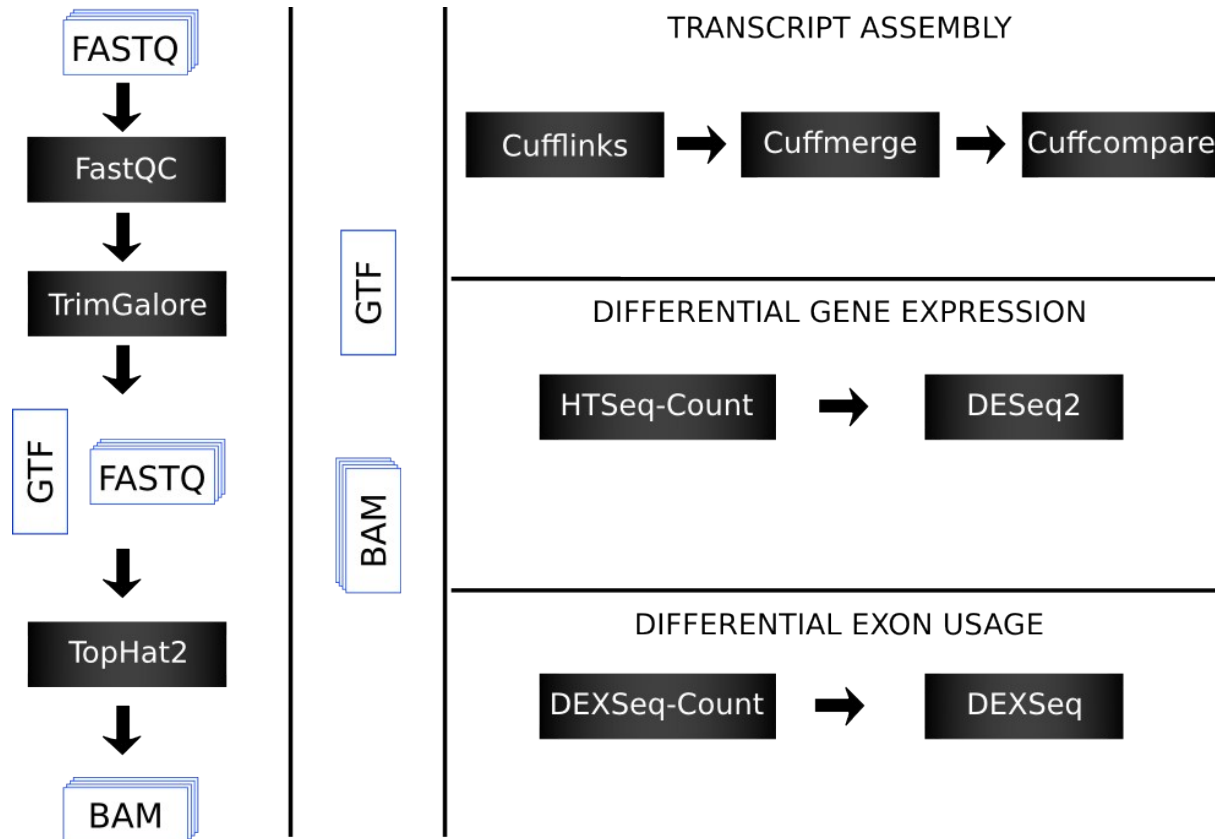 FASTQ
FastQC
TrimGalore
GTF
FASTQ
TopHat2
BAM
GTF
BAM
TRANSCRIPT ASSEMBLY
Cufflinks
Cuffmerge
Cuffcompare
DIFFERENTIAL GENE EXPRESSION
HTSeq-Count
DESeq2
DIFFERENTIAL EXON USAGE
DEXSeq-Count
DEXSeq